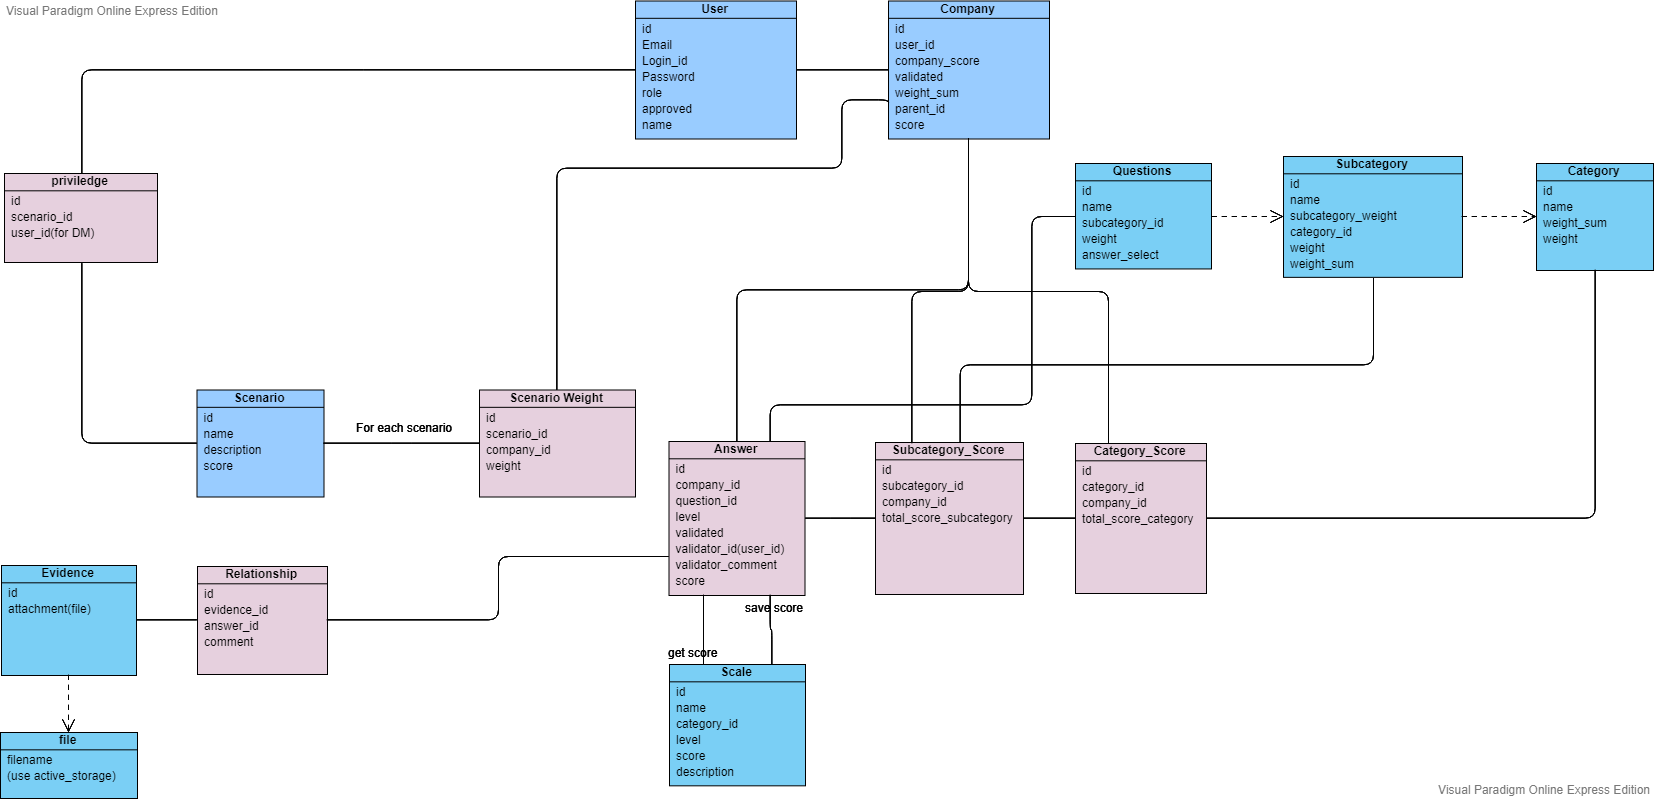 Visual Paradigm Online Express Edition
User
id
Email
Login_id
Password
role
approved
name
Company
id
user_id
company_score
validated
weight_sum
parent_id
score
priviledge
id
scenario_id
user_id(for DM)
Questions
id
name
subcategory_id
weight
answer_select
Subcategory
id
name
subcategory_weight
category_id
weight
weight_sum
Category
id
name
weight_sum
weight
Scenario
id
name
description
score
For each scenario
Scenario Weight
id
scenario_id
company_id
weight
Answer
id
company_id
question_id
level
validated
validator_id(user_id)
validator_comment
score
Subcategory_Score
id
subcategory_id
company_id
total_score_subcategory
Category_Score
id
category_id
company_id
total_score_category
Evidence
id
attachment(file)
Relationship
id
evidence_id
answer_id
comment
save score
get score
Scale
id
name
category_id
level
score
description
file
filename
(use active_storage)
Visual Paradigm Online Express Edition